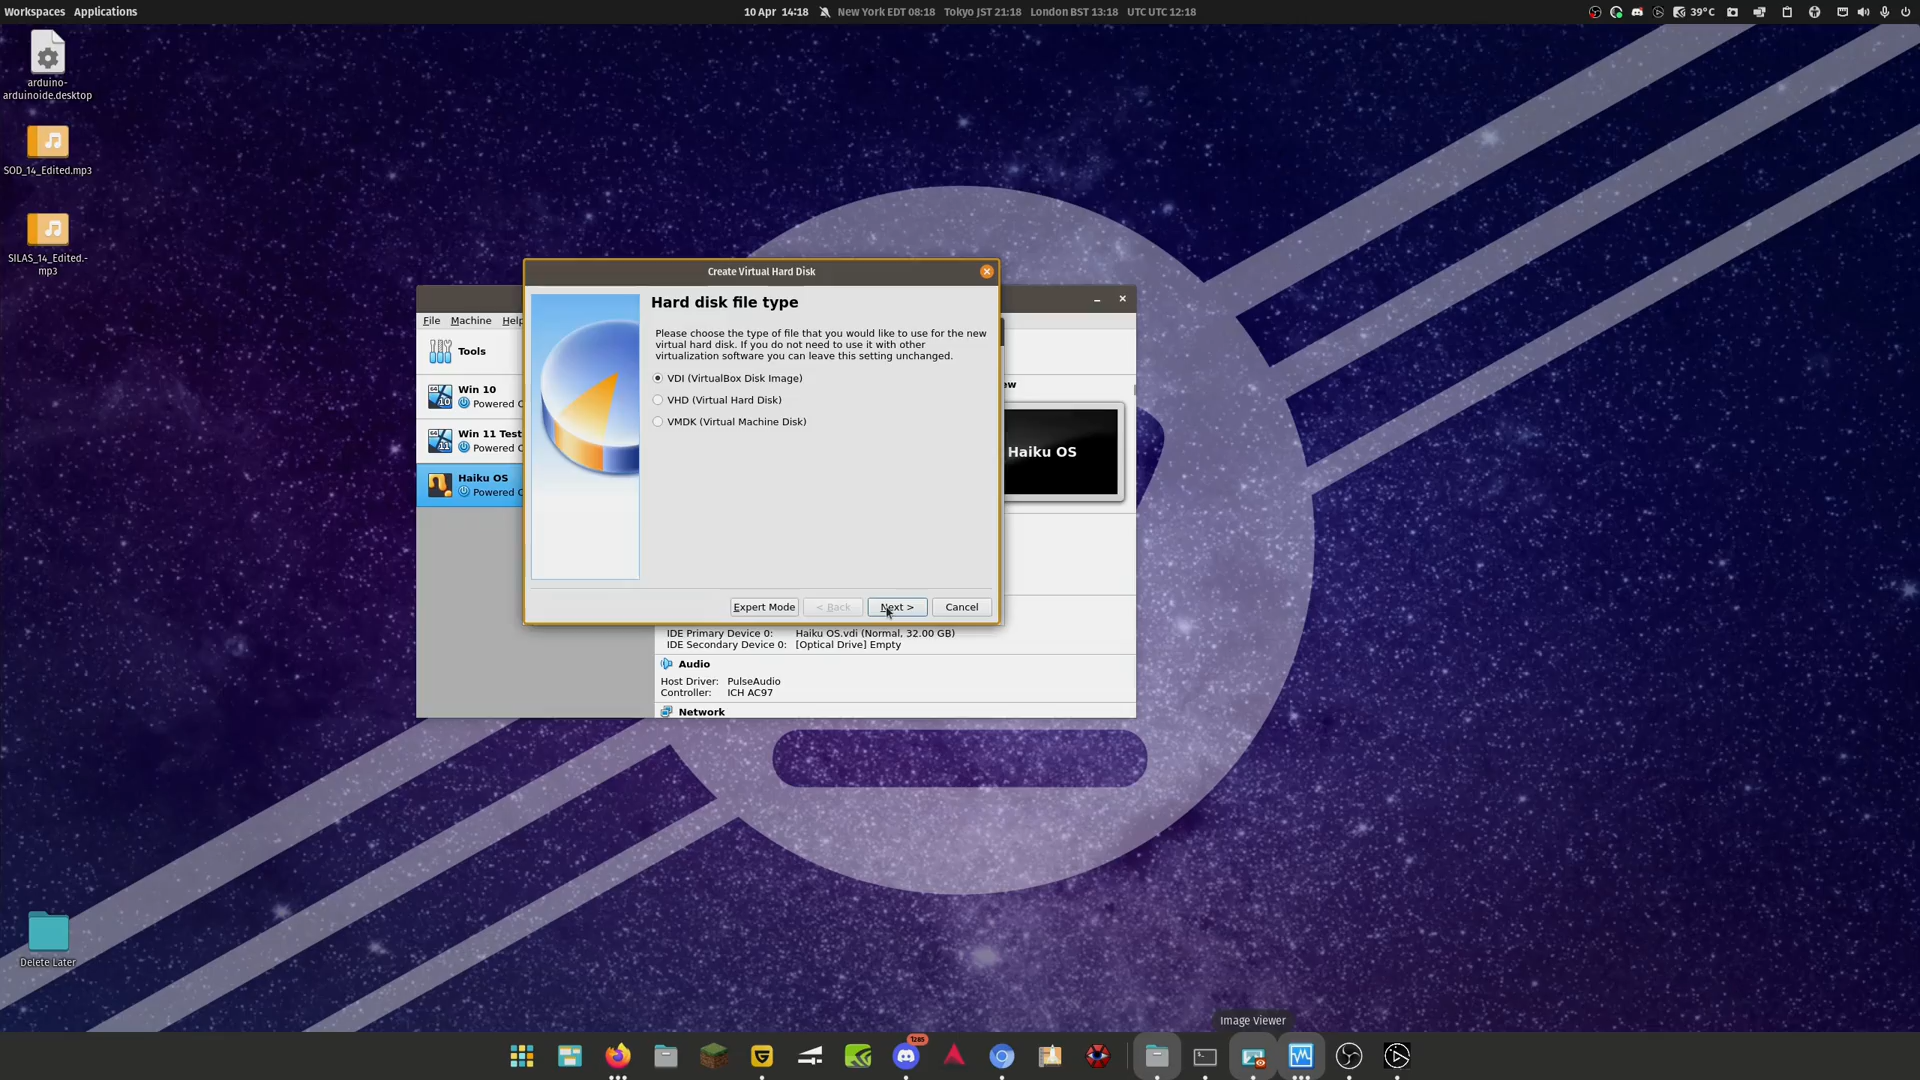 Workspaces Applications
10 Apr 14:18 New York EDT 08:18 Tokyo JST 21:18 London BST 13:18 UTC UTC 12:18
39°C
arduino-
arduinoide.desktop
SOD_14_Edited.mp3
SILAS_14_Edited.-
mp3
Delete Later
Create Virtual Hard Disk
Hard disk file type
Please choose the type of file that you would like to use for the new
virtual hard disk. If you do not need to use it with other
virtualization software you can leave this setting unchanged.
VDI (VirtualBox Disk Image)
VHD (Virtual Hard Disk)
VMDK (Virtual Machine Disk)
Expert Mode < Back Next > Cancel
File Machine Help
Tools
Win 10
64
10
Powered O
Win 11 Test
64
11
Powered O
Haiku OS
Powered O
ew
Haiku OS
IDE Primary Device 0: Haiku OS.vdi (Normal, 32.00 GB)
IDE Secondary Device 0: [Optical Drive] Empty
Audio
Host Driver: PulseAudio
Controller: ICH AC97
Network
Image Viewer
1285